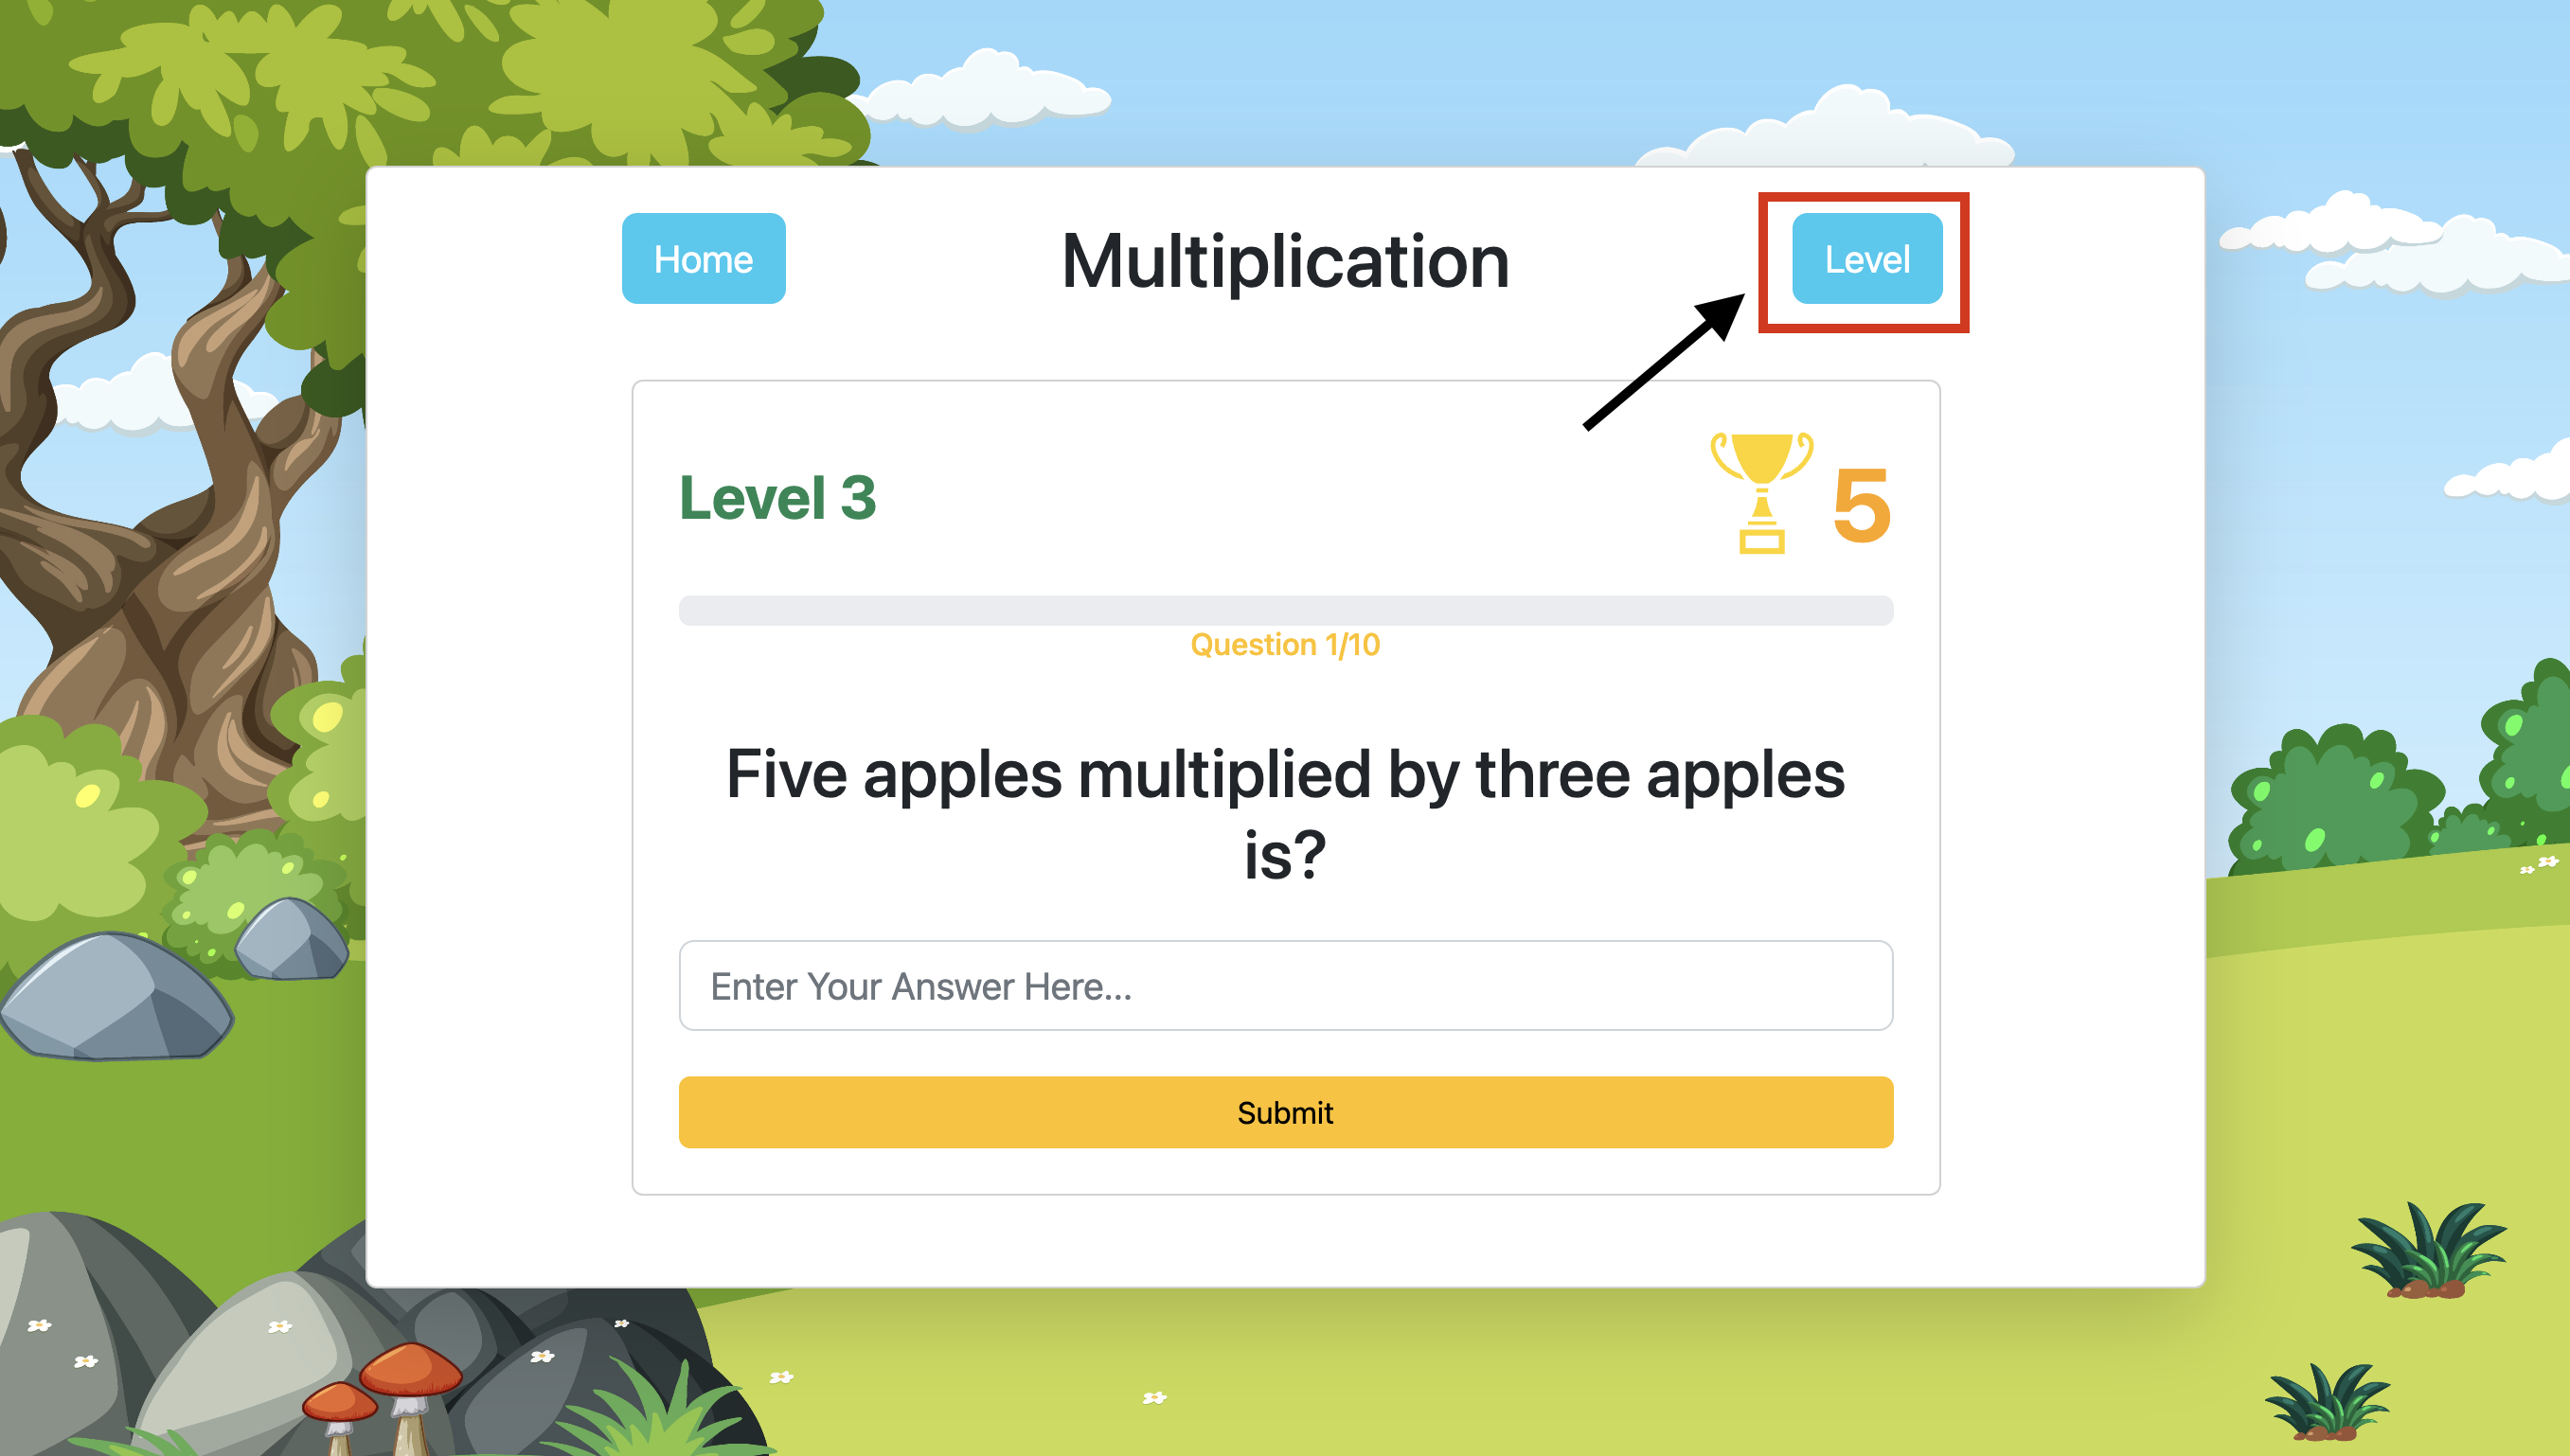 Home
Multiplication
Level
Level 3
5
Question 1/10
Five apples multiplied by three apples
is?
Enter Your Answer Here...
Submit